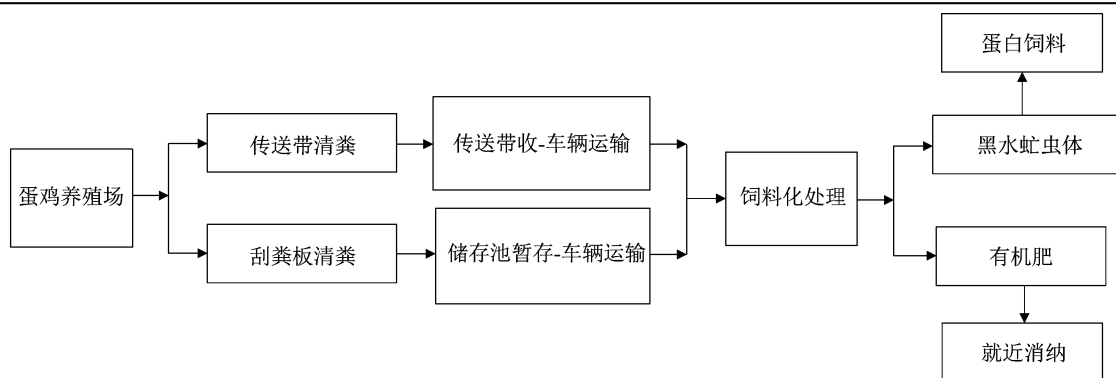 蛋白饲料
传送带清粪
传送带收-车辆运输
黑水虻虫体
蛋鸡养殖场
饲料化处理
刮粪板清粪
储存池暂存-车辆运输
有机肥
就近消纳